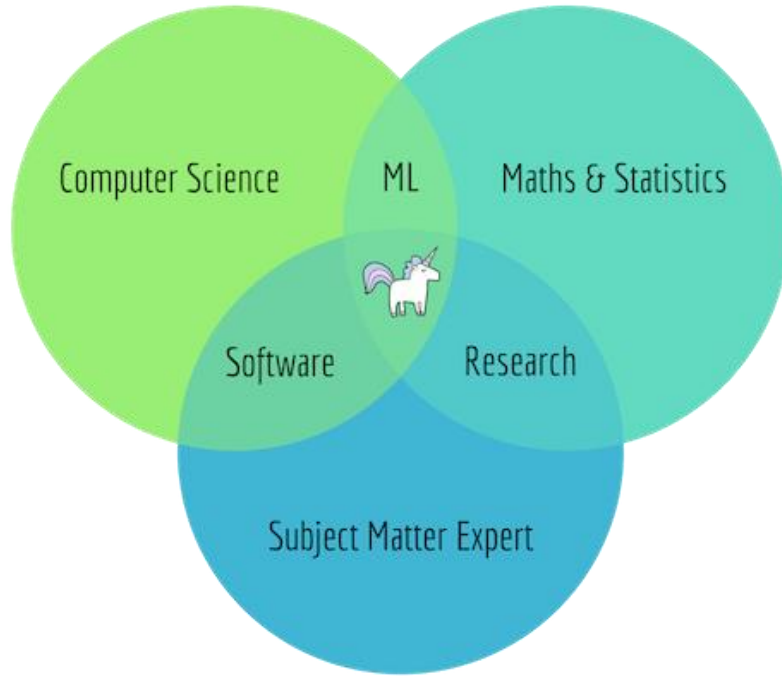 Computer Science
ML
Maths & Statistics
Software
Research
Subject Matter Expert